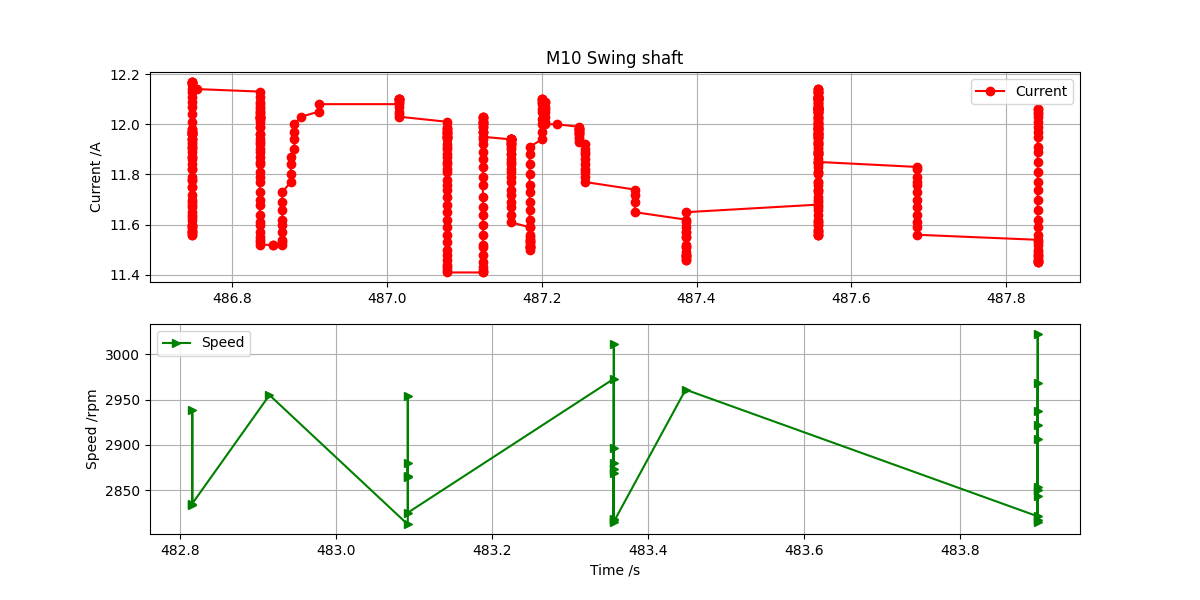 M10 Swing shaft
12.2
12.0
11.8
11.6
11.4
Current /A
Current
486.8 487.0 487.2 487.4 487.6 487.8
3000
2950
2900
2850
Speed /rpm
Speed
482.8 483.0 483.2 483.4 483.6 483.8
Time /s